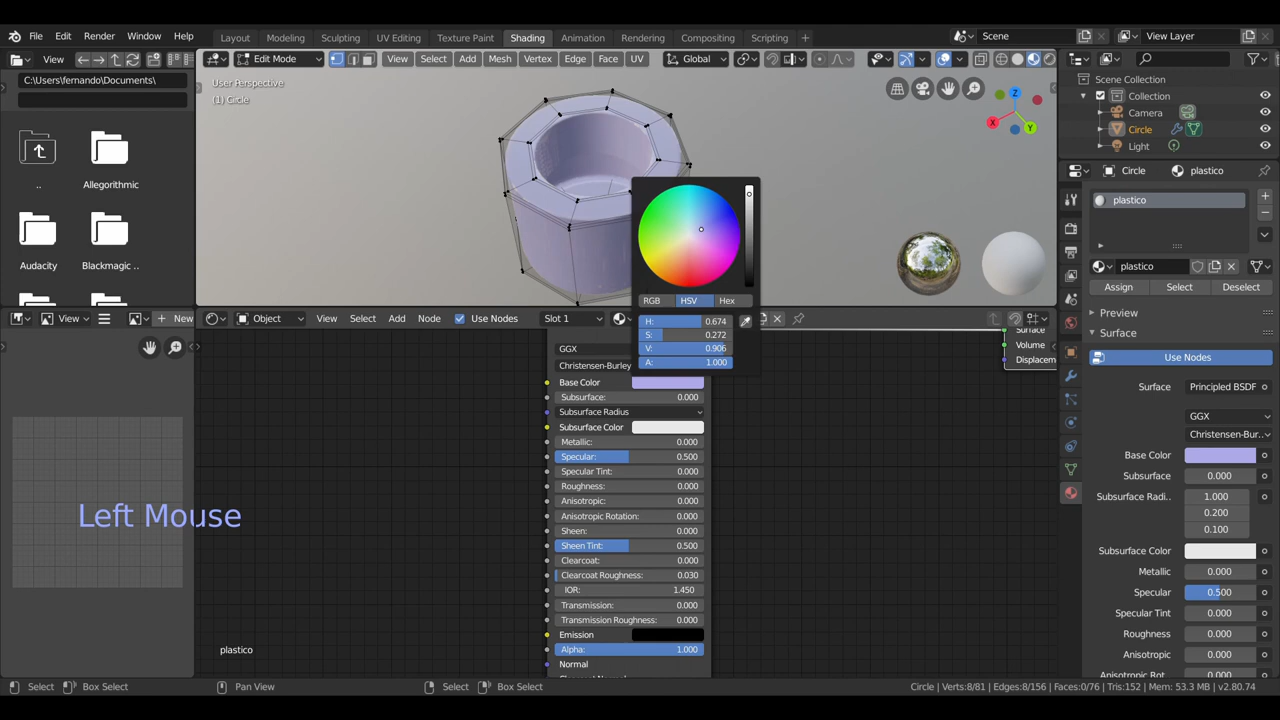 File Edit Render Window Help
Layout Modeling Sculpting UV Editing Texture Paint Shading Animation Rendering Compositing Scripting +
Scene
View Layer
View
Edit Mode
View Select Add Mesh Vertex Edge Face UV
Global
C:\Users\fernando\Documents\
..
Allegorithmic
Audacity
Blackmagic ..
User Perspective
(1) Circle
Z
X
Y
Scene Collection
Collection
Camera
Circle
Light
Circle
plastico
plastico
plastico
Assign Select Deselect
Preview
Surface
Use Nodes
Surface Principled BSDF
GGX
Christensen-Bur..
Base Color
Subsurface 0.000
Subsurface Radi.. 1.000
0.200
0.100
Subsurface Color
Metallic 0.000
Specular 0.500
Specular Tint 0.000
Roughness 0.000
Anisotropic 0.000
RGB HSV Hex
H: 0.674
S: 0.272
V: 0.906
A: 1.000
View
New
Object
View Select Add Node
Use Nodes
Slot 1
Surface
Volume
Displacem
GGX
Christensen-Burley
Base Color
Subsurface: 0.000
Subsurface Radius
Subsurface Color
Metallic: 0.000
Specular: 0.500
Specular Tint: 0.000
Roughness: 0.000
Anisotropic: 0.000
Anisotropic Rotation: 0.000
Sheen: 0.000
Sheen Tint: 0.500
Clearcoat: 0.000
Clearcoat Roughness: 0.030
IOR: 1.450
Transmission: 0.000
Transmission Roughness: 0.000
Emission
Alpha: 1.000
Normal
Left Mouse
plastico
Select
Box Select
Pan View
Select
Box Select
Circle | Verts:8/81 | Edges:8/156 | Faces:0/76 | Tris:152 | Mem: 53.3 MB | v2.80.74